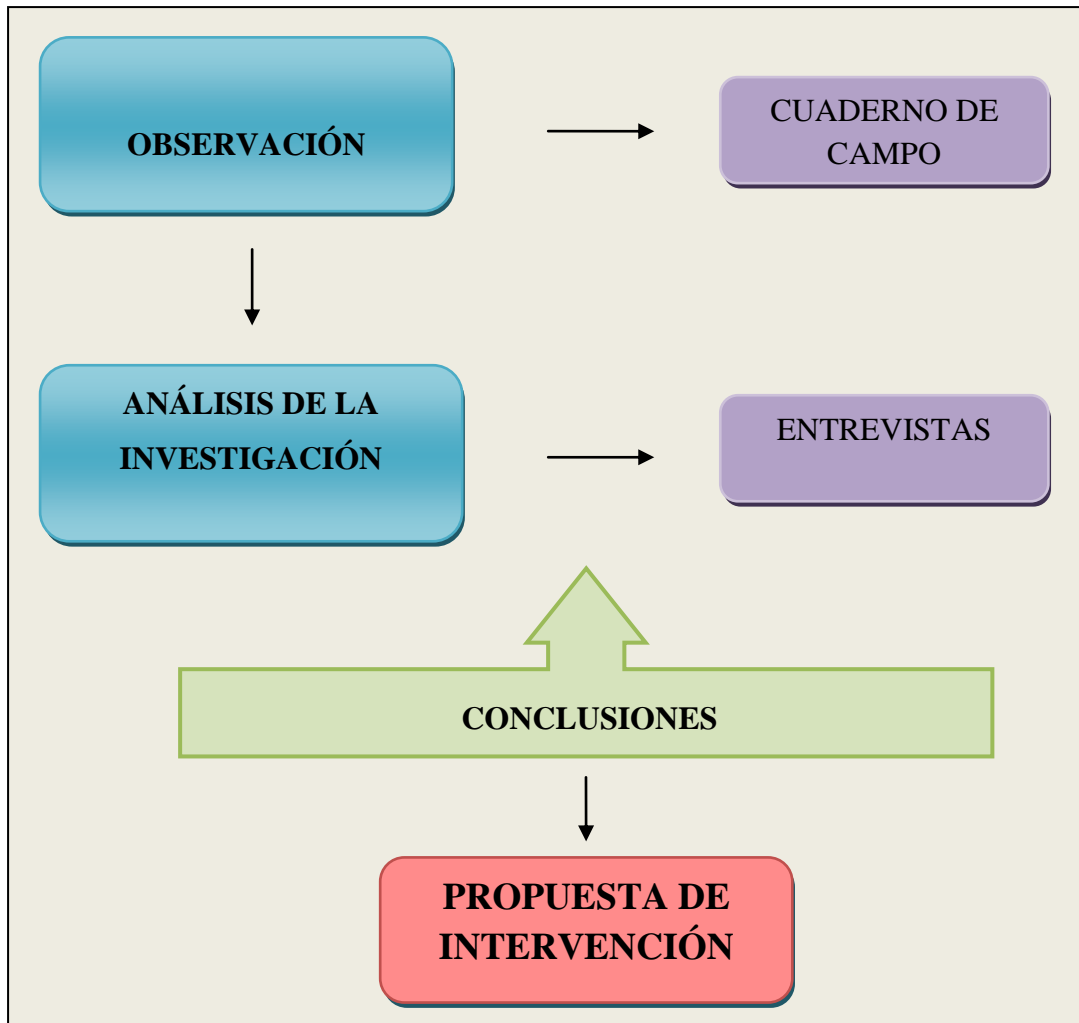 OBSERVACIÓN
CUADERNO DE
CAMPO
ANÁLISIS DE LA
INVESTIGACIÓN
ENTREVISTAS
CONCLUSIONES
PROPUESTA DE
INTERVENCIÓN